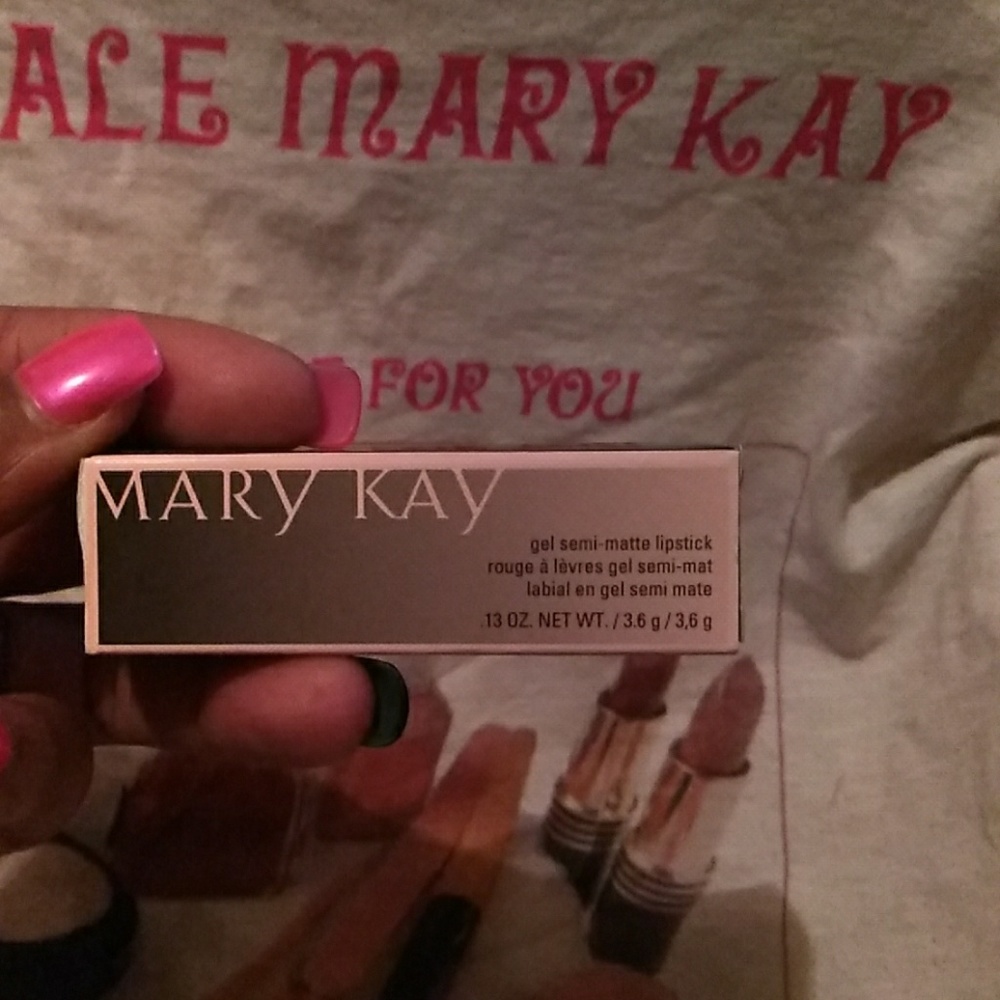 ALE MARY KAY
FOR YOU
MARY KAY
gel semi-matte lipstick
rouge à lèvres gel semi-mat
labial en gel semi mate
.13 OZ. NET WT. / 3.6 g / 3,6 g